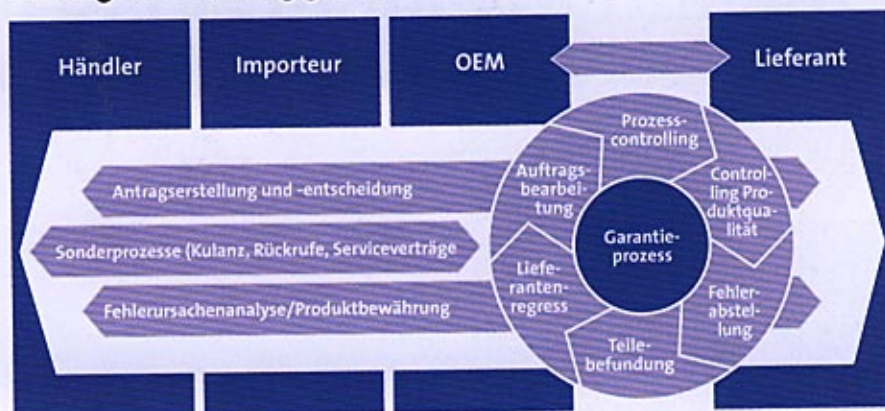 Händler
Importeur
OEM
Lieferant
Antragserstellung und -entscheidung
Sonderprozesse (Kulanz, Rückrufe, Serviceverträge
Fehlerursachenanalyse/Produktbewährung
Prozess-
controlling
Control-
ling Pro-
duktqua-
lität
Fehler-
abstel-
lung
Teile-
befundung
Liefe-
ranten-
regress
Auftrags-
bearbei-
tung
Garantie-
prozess